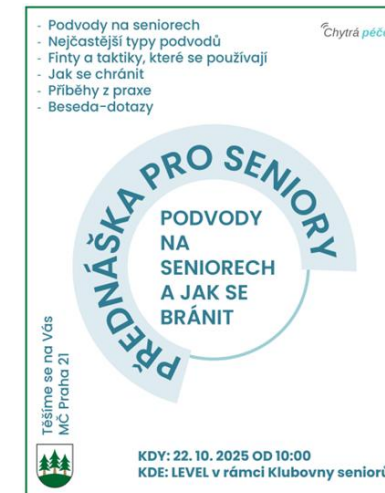 - Podvody na seniorech
- Nejčastější typy podvodů
- Finty a taktiky, které se používají
- Jak se chránit
- Příběhy z praxe
- Beseda-dotazy
Chytrá péče
PŘEDNÁŠKA PRO SENIORY
PODVODY
NA
SENIORECH
A JAK SE
BRÁNIT
Těšíme se na Vás
MČ Praha 21
KDY: 22. 10. 2025 OD 10:00
KDE: LEVEL v rámci Klubovny seniorů